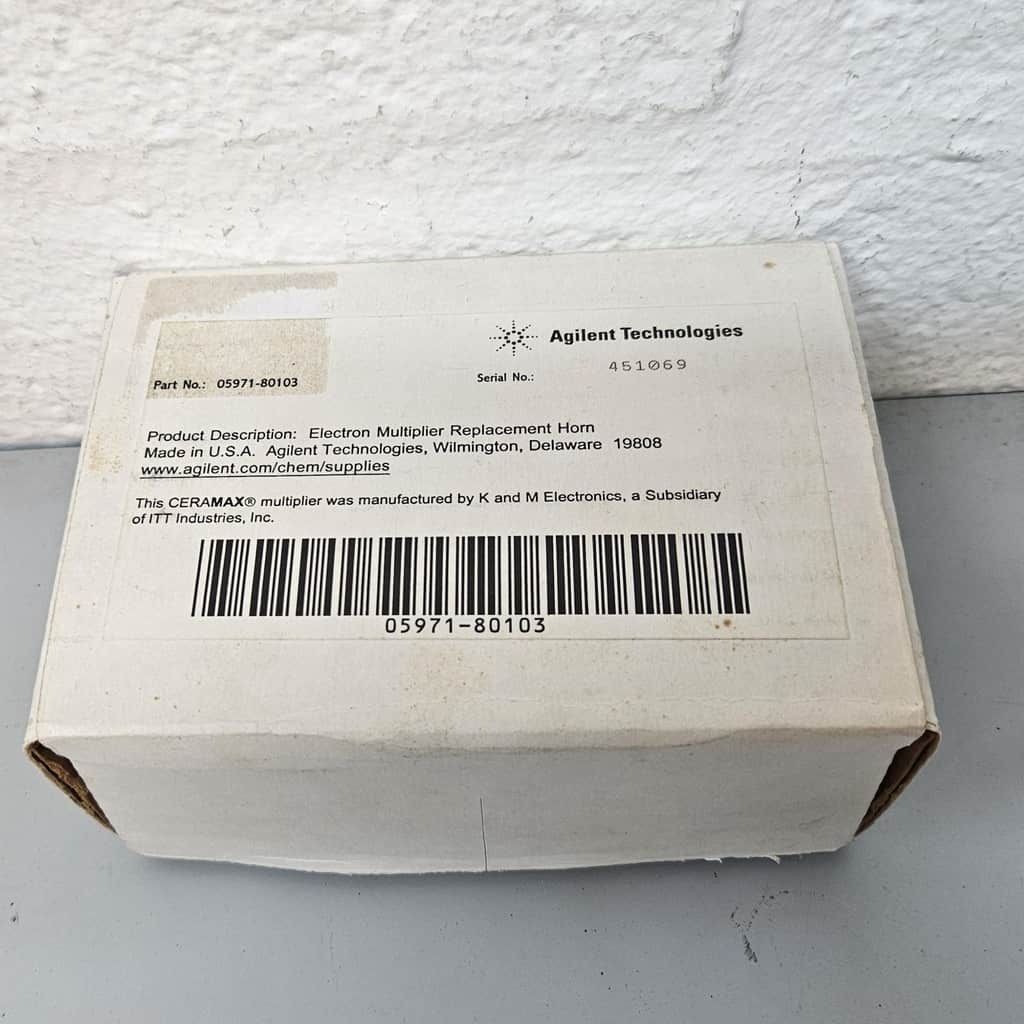 Agilent Technologies
Part No.: 05971-80103
Serial No.: 451069
Product Description: Electron Multiplier Replacement Horn
Made in U.S.A. Agilent Technologies, Wilmington, Delaware 19808
www.agilent.com/chem/supplies
This CERAMAX® multiplier was manufactured by K and M Electronics, a Subsidiary
of ITT Industries, Inc.
05971-80103